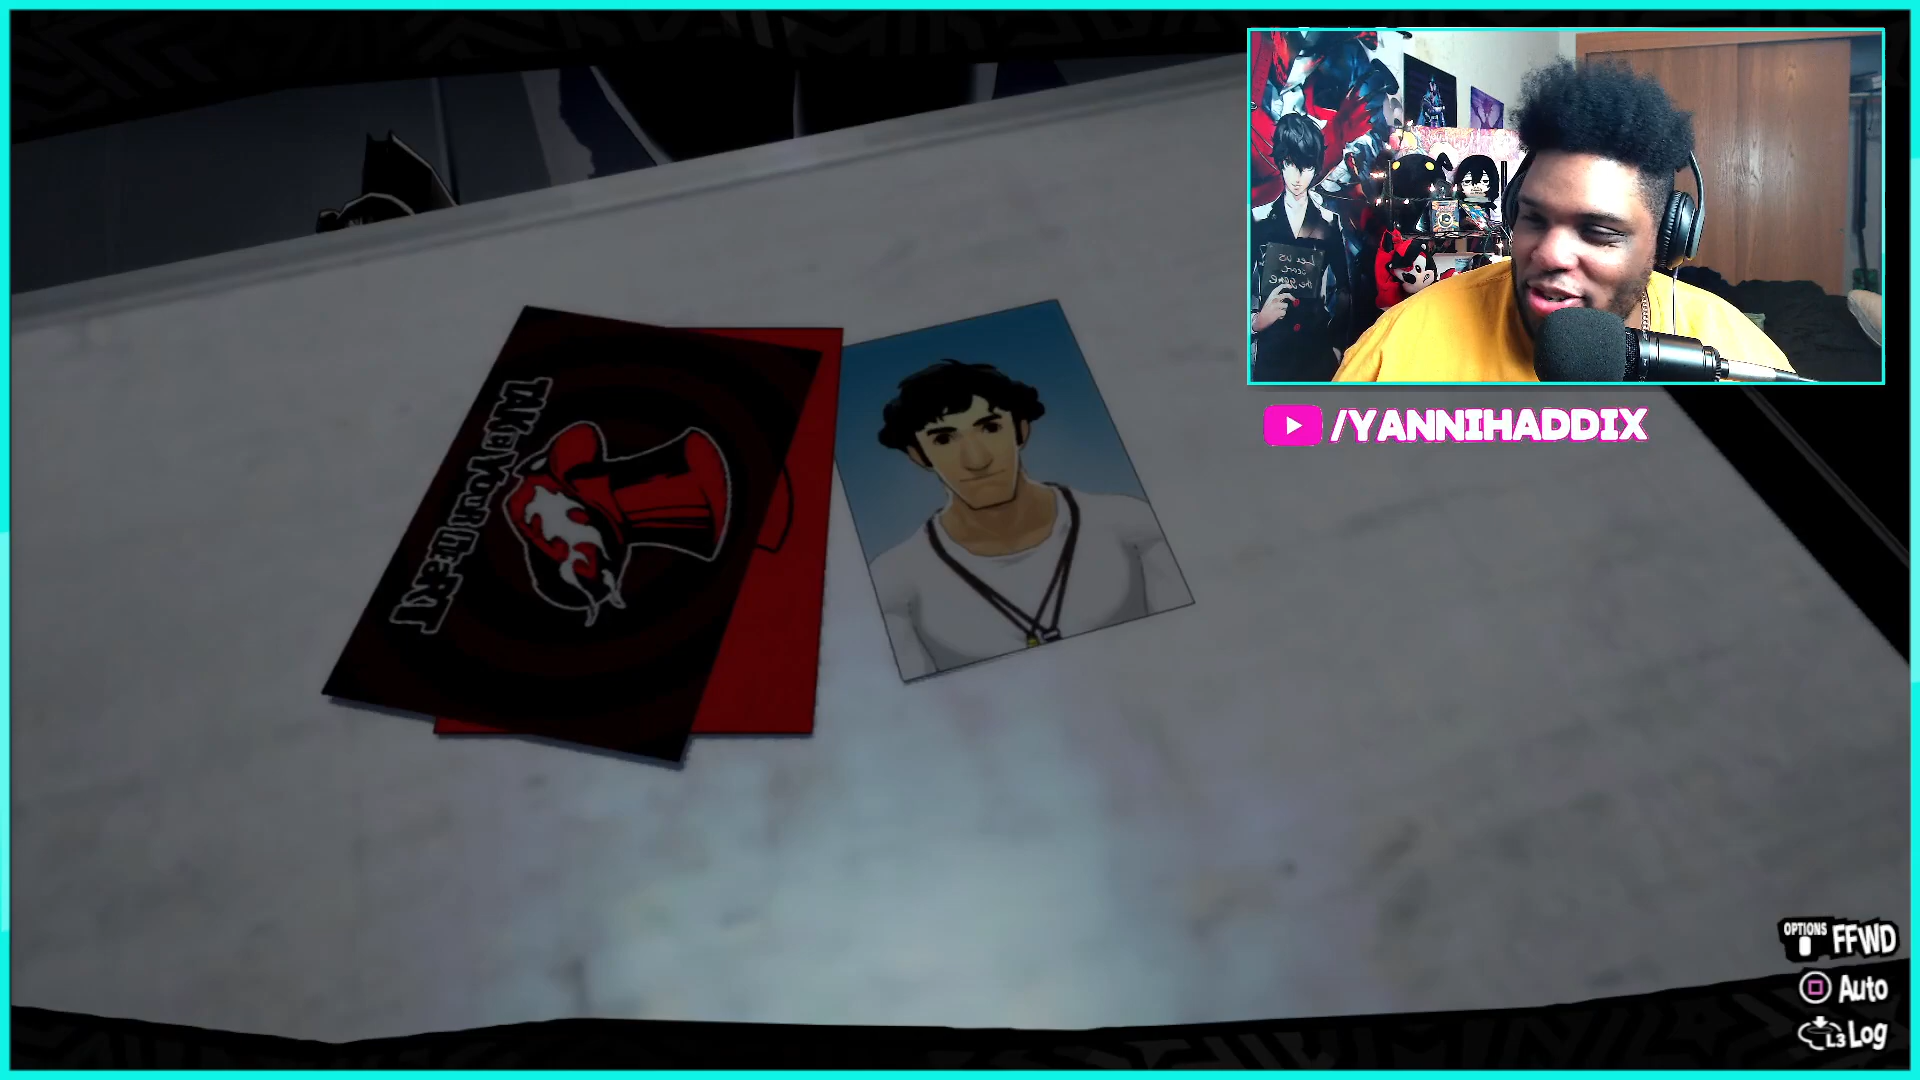 /YANNIHADDIX
TAKE YOUR HEART
OPTIONS FFWD
Auto
L3 Log